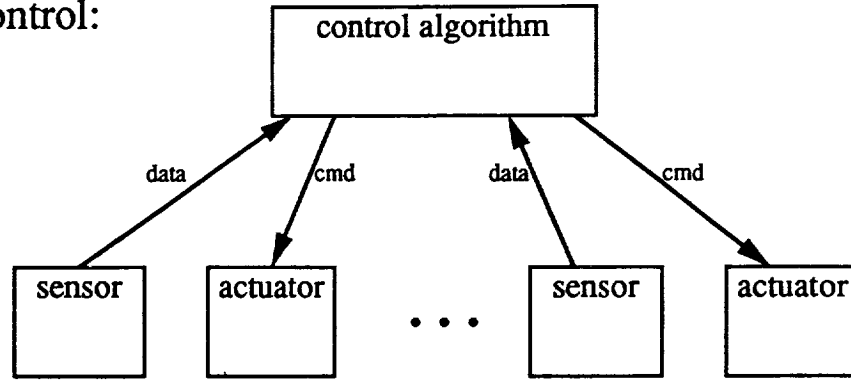 ontrol:
control algorithm
data
cmd
data
cmd
sensor
actuator
. . .
sensor
actuator